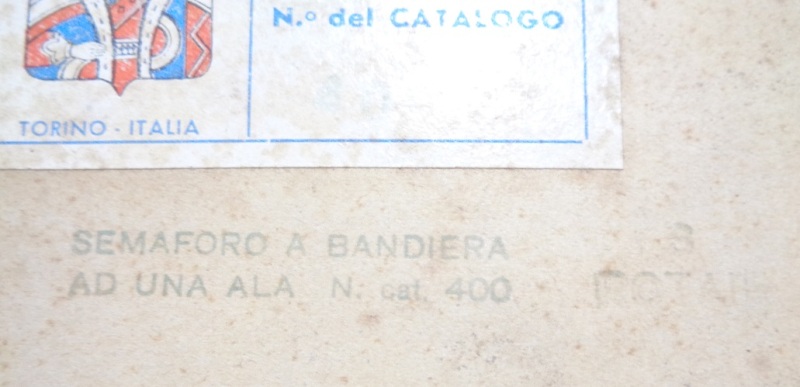 N.º del CATALOGO
TORINO - ITALIA
SEMAFORO A BANDIERA
AD UNA ALA N. cat. 400